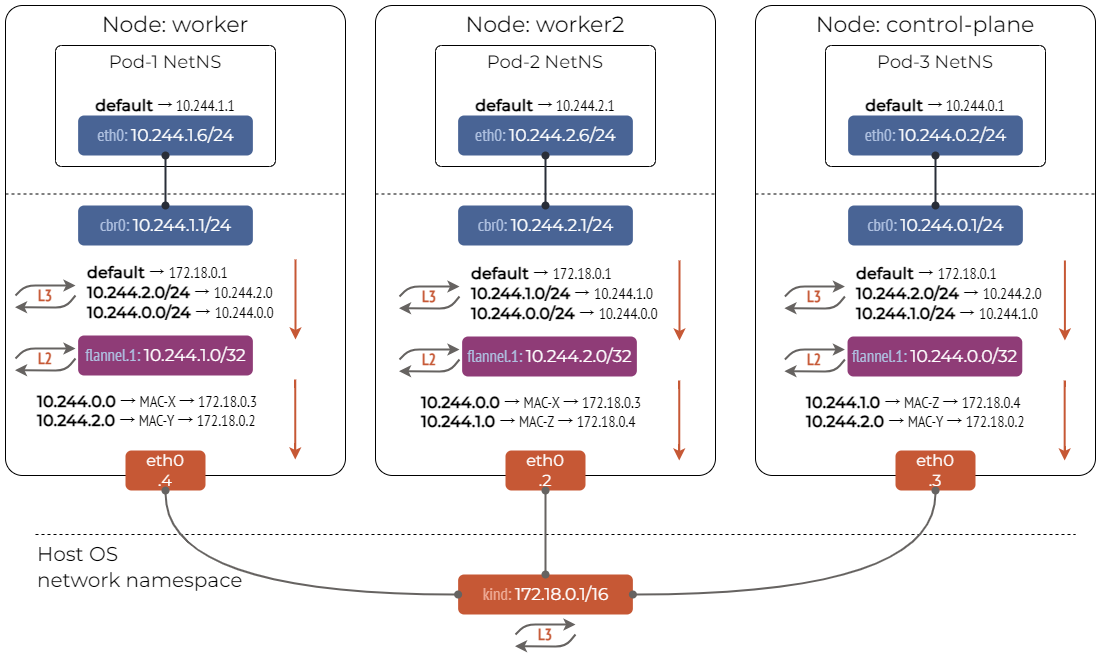 Node: worker
Pod-1 NetNS
default → 10.244.1.1
eth0: 10.244.1.6/24
cbr0: 10.244.1.1/24
default → 172.18.0.1
10.244.2.0/24 → 10.244.2.0
10.244.0.0/24 → 10.244.0.0
L3
L2
flannel.1: 10.244.1.0/32
10.244.0.0 → MAC-X → 172.18.0.3
10.244.2.0 → MAC-Y → 172.18.0.2
eth0
.4
Node: worker2
Pod-2 NetNS
default → 10.244.2.1
eth0: 10.244.2.6/24
cbr0: 10.244.2.1/24
default → 172.18.0.1
10.244.1.0/24 → 10.244.1.0
10.244.0.0/24 → 10.244.0.0
L3
L2
flannel.1: 10.244.2.0/32
10.244.0.0 → MAC-X → 172.18.0.3
10.244.1.0 → MAC-Z → 172.18.0.4
eth0
.2
Node: control-plane
Pod-3 NetNS
default → 10.244.0.1
eth0: 10.244.0.2/24
cbr0: 10.244.0.1/24
default → 172.18.0.1
10.244.2.0/24 → 10.244.2.0
10.244.1.0/24 → 10.244.1.0
L3
L2
flannel.1: 10.244.0.0/32
10.244.1.0 → MAC-Z → 172.18.0.4
10.244.2.0 → MAC-Y → 172.18.0.2
eth0
.3
Host OS
network namespace
kind: 172.18.0.1/16
L3